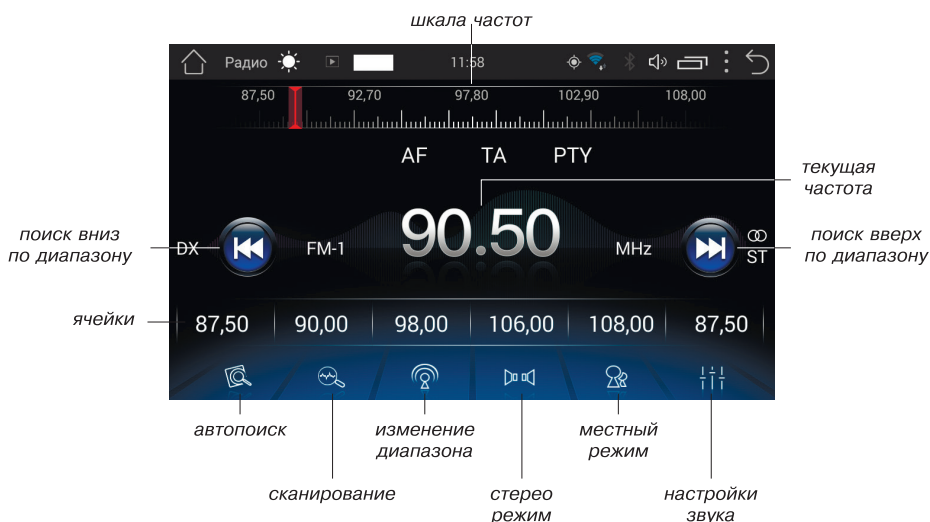 шкала частот
Радио 11:58
87,50 92,70 97,80 102,90 108,00
AF TA PTY
текущая
частота
поиск вниз
по диапазону
DX FM-1 90.50 MHz ST
поиск вверх
по диапазону
ячейки
87,50 90,00 98,00 106,00 108,00 87,50
автопоиск
изменение
диапазона
местный
режим
сканирование
стерео
режим
настройки
звука